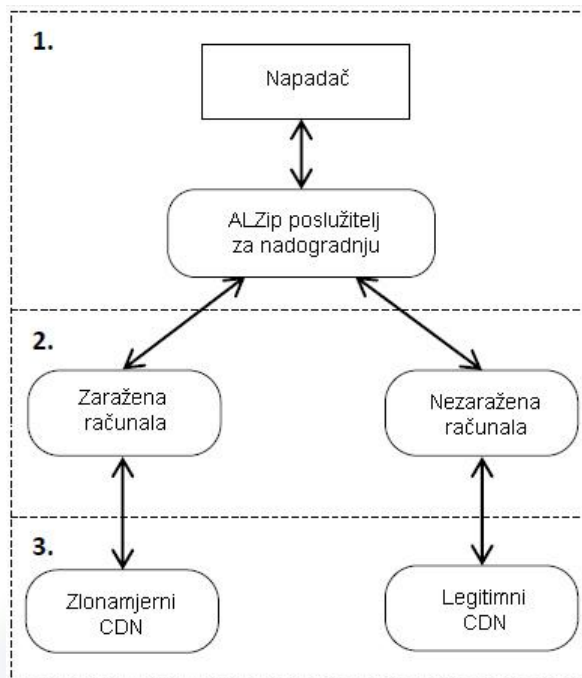 1.
Napadač
ALZip poslužitelj
za nadogradnju
2.
Zaražena
računala
Nezaražena
računala
3.
Zlonamjerni
CDN
Legitimni
CDN